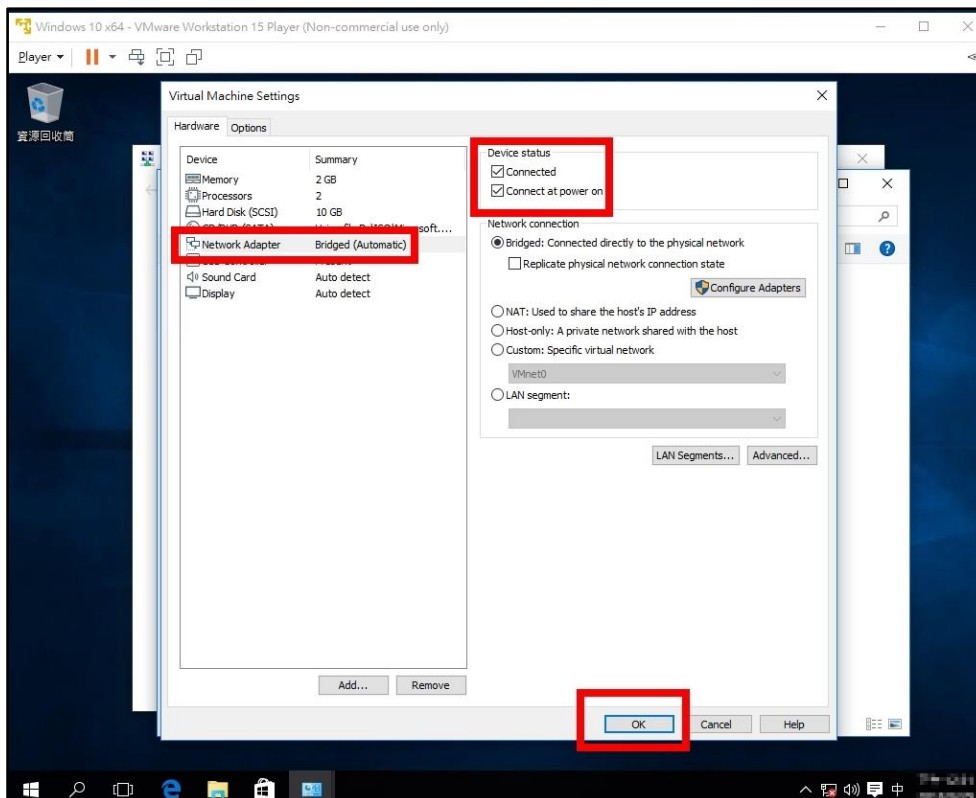 Windows 10 x64 - VMware Workstation 15 Player (Non-commercial use only)
Player
資源回收筒
Virtual Machine Settings
Hardware Options
Device Summary
Memory 2 GB
Processors 2
Hard Disk (SCSI) 10 GB
Network Adapter Bridged (Automatic)
Sound Card Auto detect
Display Auto detect
Add... Remove
Device status
Connected
Connect at power on
Network connection
Bridged: Connected directly to the physical network
Replicate physical network connection state
Configure Adapters
NAT: Used to share the host's IP address
Host-only: A private network shared with the host
Custom: Specific virtual network
VMnet0
LAN segment:
LAN Segments... Advanced...
OK Cancel Help
中